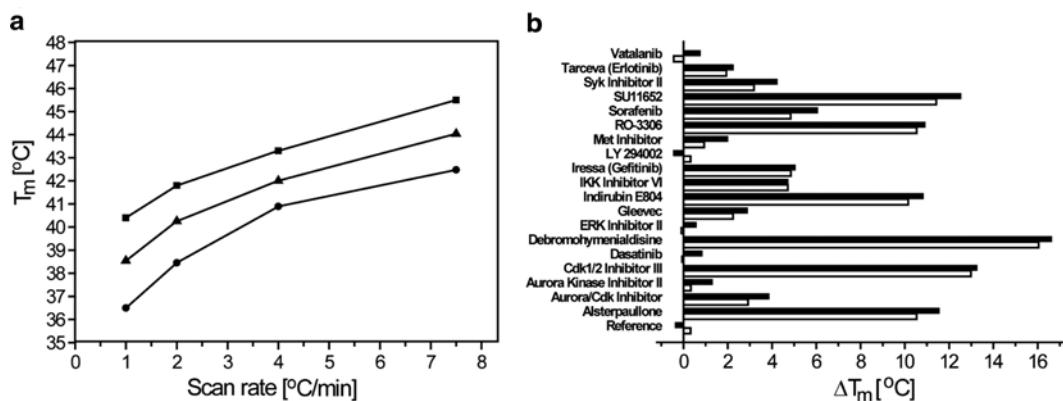 a
48
47
46
45
44
43
42
41
40
39
38
37
36
35
Tm [°C]
0 1 2 3 4 5 6 7 8
Scan rate [°C/min]
b
Vatalanib
Tarceva (Erlotinib)
Syk Inhibitor II
SU11652
Sorafenib
RO-3306
Met Inhibitor
LY 294002
Iressa (Gefitinib)
IKK Inhibitor VI
Indirubin E804
Gleevec
ERK Inhibitor II
Debromohymenialdisine
Dasatinib
Cdk1/2 Inhibitor III
Aurora Kinase Inhibitor II
Aurora/Cdk Inhibitor
Alsterpaullone
Reference
0 2 4 6 8 10 12 14 16
ΔTm [°C]